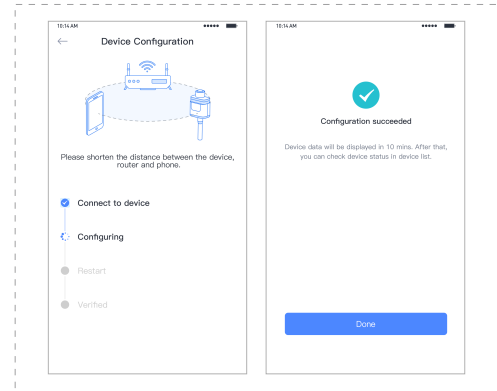 10:14 AM
Device Configuration
Please shorten the distance between the device,
router and phone.
Connect to device
Configuring
Restart
Verified
10:14 AM
Configuration succeeded
Device data will be displayed in 10 mins. After that,
you can check device status in device list.
Done